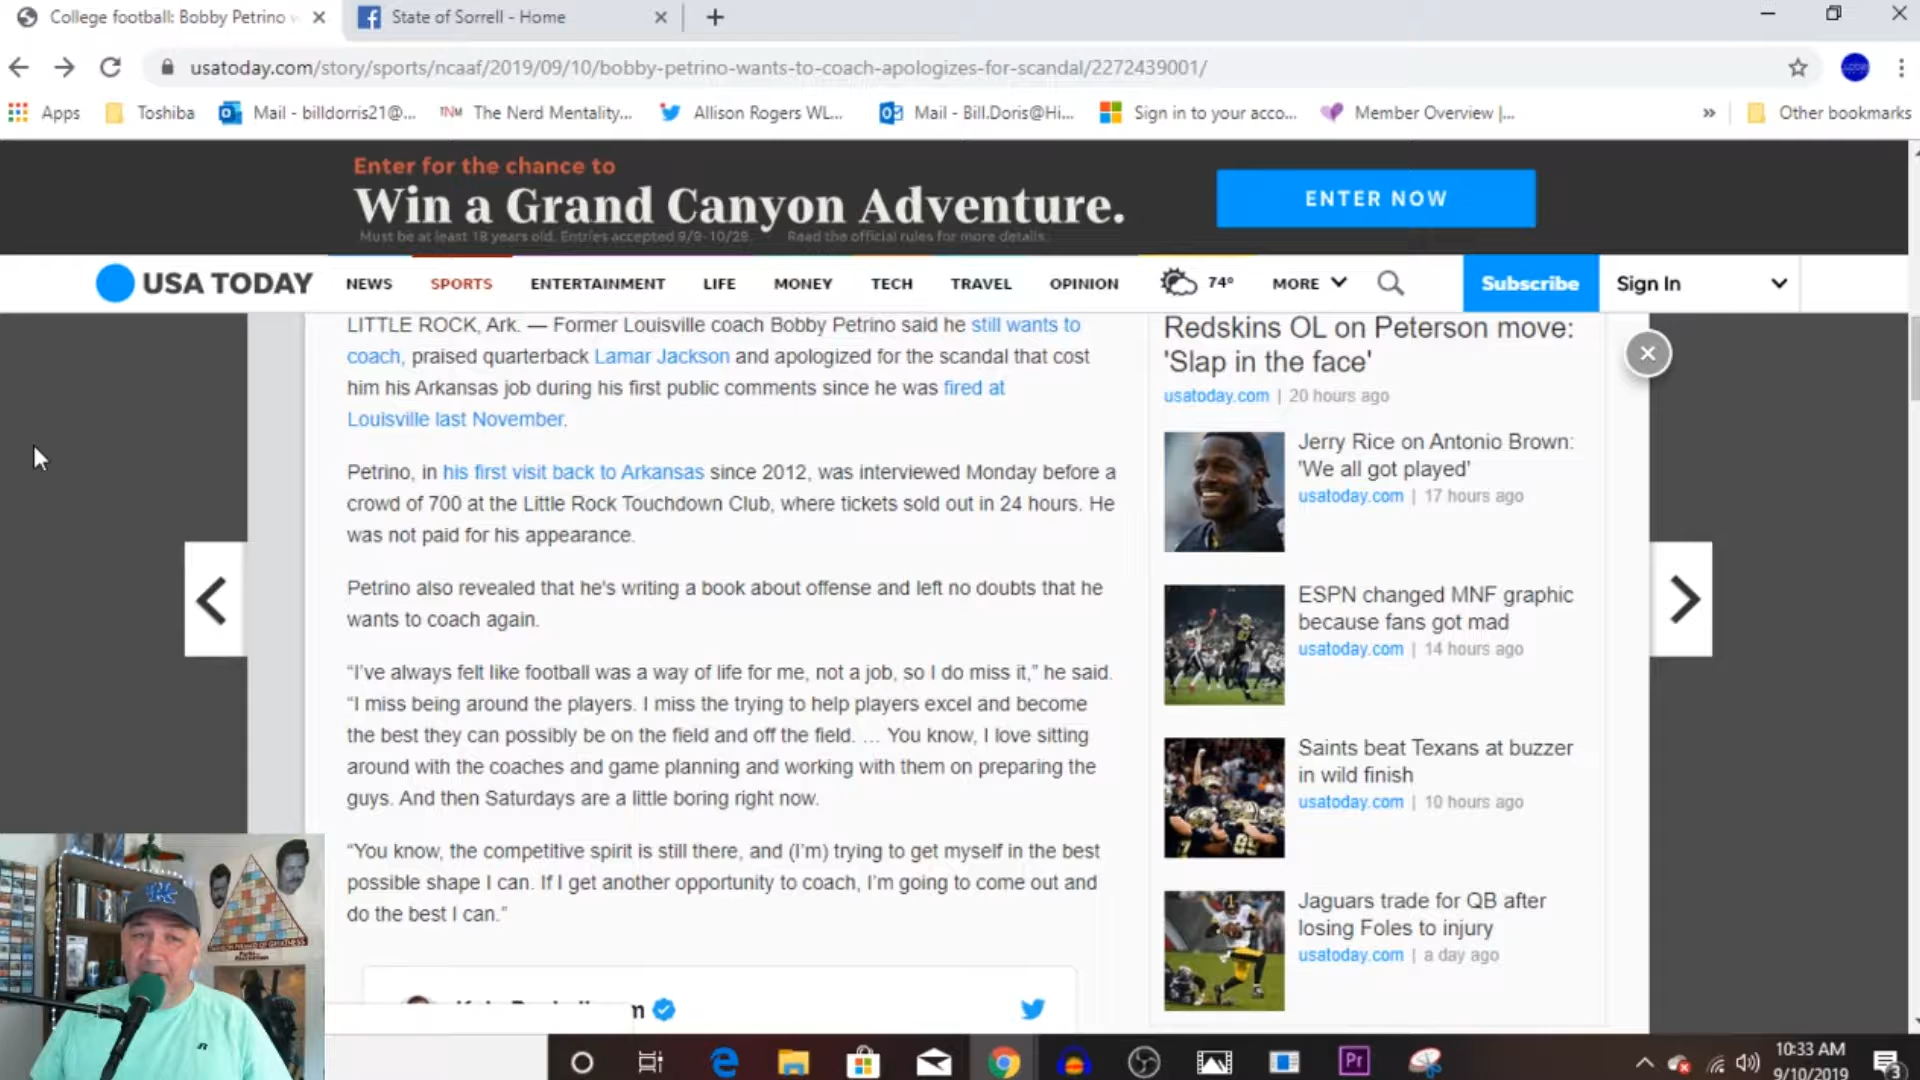 College football: Bobby Petrino w
State of Sorrell - Home
usatoday.com/story/sports/ncaaf/2019/09/10/bobby-petrino-wants-to-coach-apologizes-for-scandal/2272439001/
Apps
Toshiba
Mail - billdorris21@...
TNM
The Nerd Mentality...
Allison Rogers WL...
Mail - Bill.Doris@Hi...
Sign in to your acco...
Member Overview |...
»
Other bookmarks
Enter for the chance to
Win a Grand Canyon Adventure.
ENTER NOW
Must be at least 18 years old. Entries accepted 9/9-10/29. Read the official rules for more details.
USA TODAY
NEWS
SPORTS
ENTERTAINMENT
LIFE
MONEY
TECH
TRAVEL
OPINION
74°
MORE
Subscribe
Sign In
LITTLE ROCK, Ark. — Former Louisville coach Bobby Petrino said he still wants to
coach, praised quarterback Lamar Jackson and apologized for the scandal that cost
him his Arkansas job during his first public comments since he was fired at
Louisville last November.
Petrino, in his first visit back to Arkansas since 2012, was interviewed Monday before a
crowd of 700 at the Little Rock Touchdown Club, where tickets sold out in 24 hours. He
was not paid for his appearance.
Petrino also revealed that he's writing a book about offense and left no doubts that he
wants to coach again.
“I’ve always felt like football was a way of life for me, not a job, so I do miss it,” he said.
“I miss being around the players. I miss the trying to help players excel and become
the best they can possibly be on the field and off the field. … You know, I love sitting
around with the coaches and game planning and working with them on preparing the
guys. And then Saturdays are a little boring right now.
“You know, the competitive spirit is still there, and (I’m) trying to get myself in the best
possible shape I can. If I get another opportunity to coach, I’m going to come out and
do the best I can.”
Redskins OL on Peterson move:
'Slap in the face'
usatoday.com | 20 hours ago
Jerry Rice on Antonio Brown:
'We all got played'
usatoday.com | 17 hours ago
ESPN changed MNF graphic
because fans got mad
usatoday.com | 14 hours ago
Saints beat Texans at buzzer
in wild finish
usatoday.com | 10 hours ago
Jaguars trade for QB after
losing Foles to injury
usatoday.com | a day ago
Pr
10:33 AM
9/10/2019
3